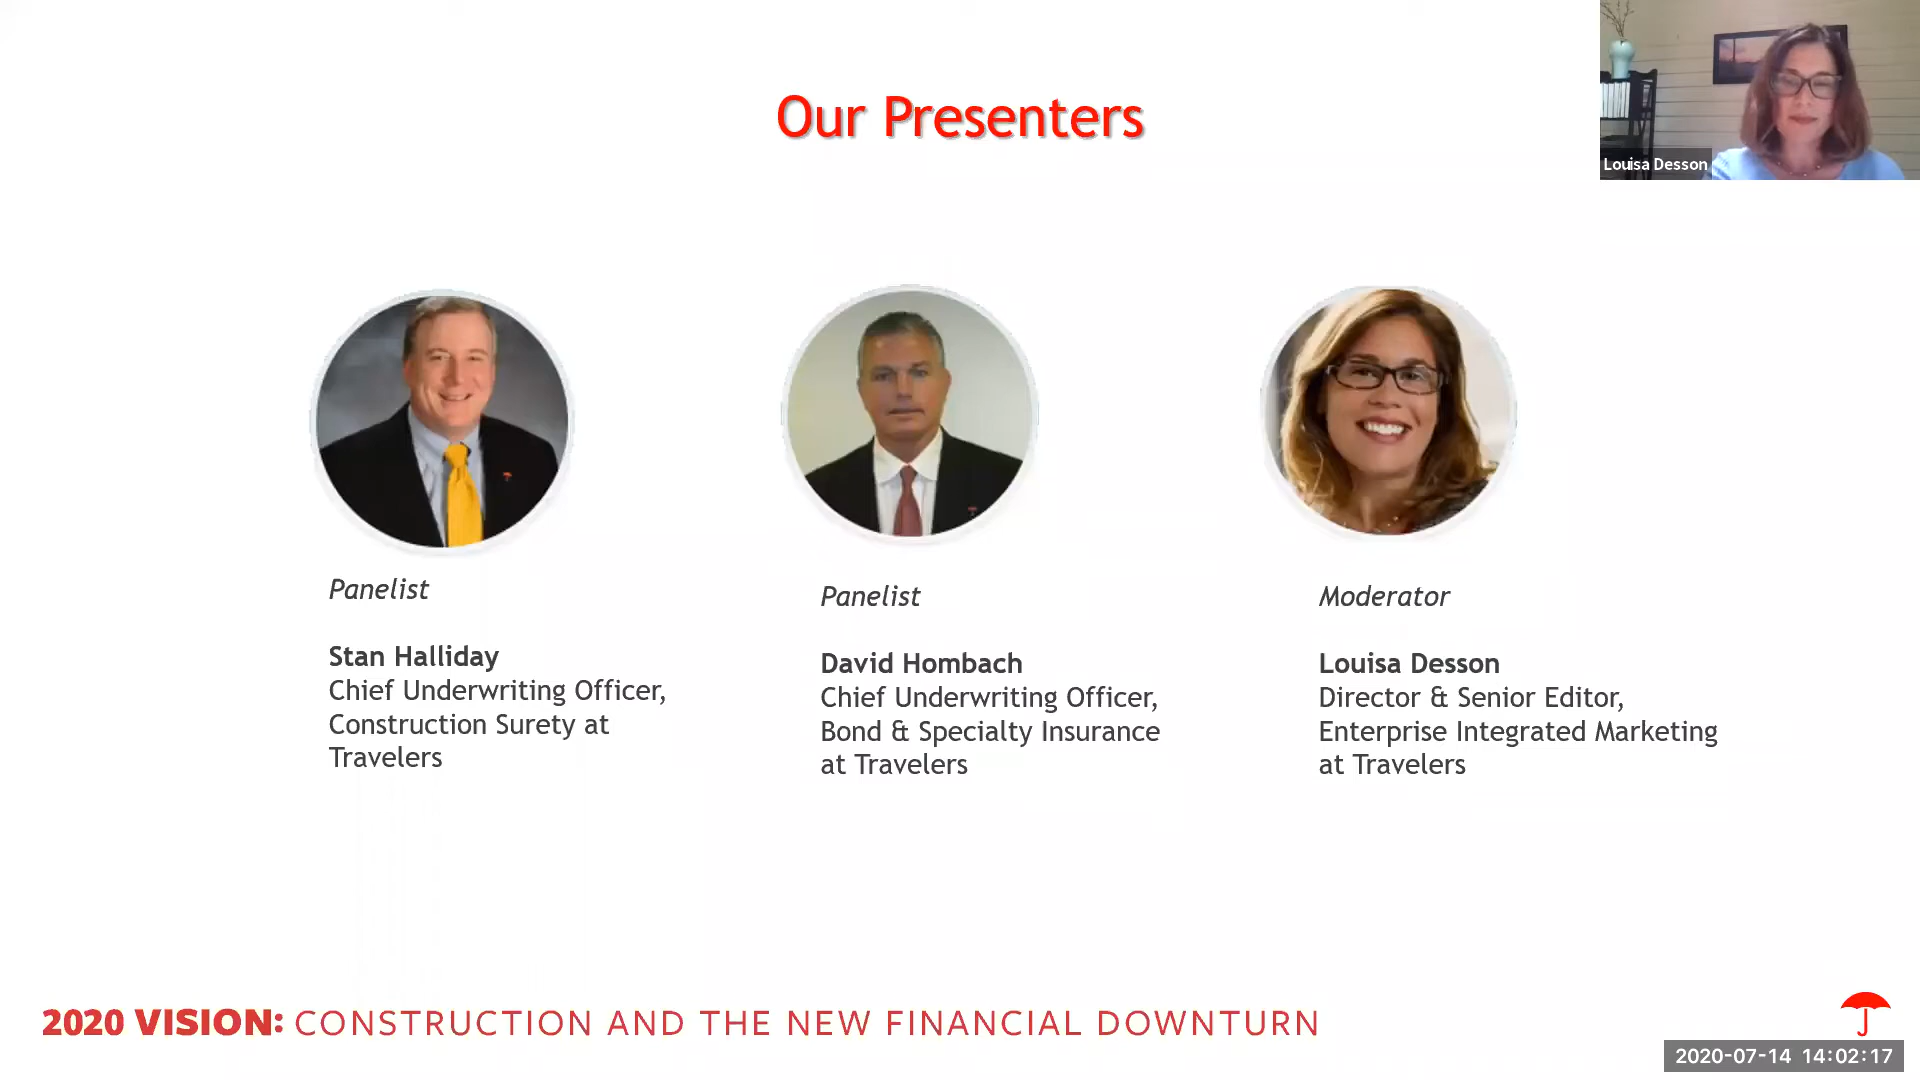 Our Presenters
Louisa Desson
Panelist
Stan Halliday
Chief Underwriting Officer,
Construction Surety at
Travelers
Panelist
David Hombach
Chief Underwriting Officer,
Bond & Specialty Insurance
at Travelers
Moderator
Louisa Desson
Director & Senior Editor,
Enterprise Integrated Marketing
at Travelers
2020 VISION: CONSTRUCTION AND THE NEW FINANCIAL DOWNTURN
2020-07-14 14:02:17